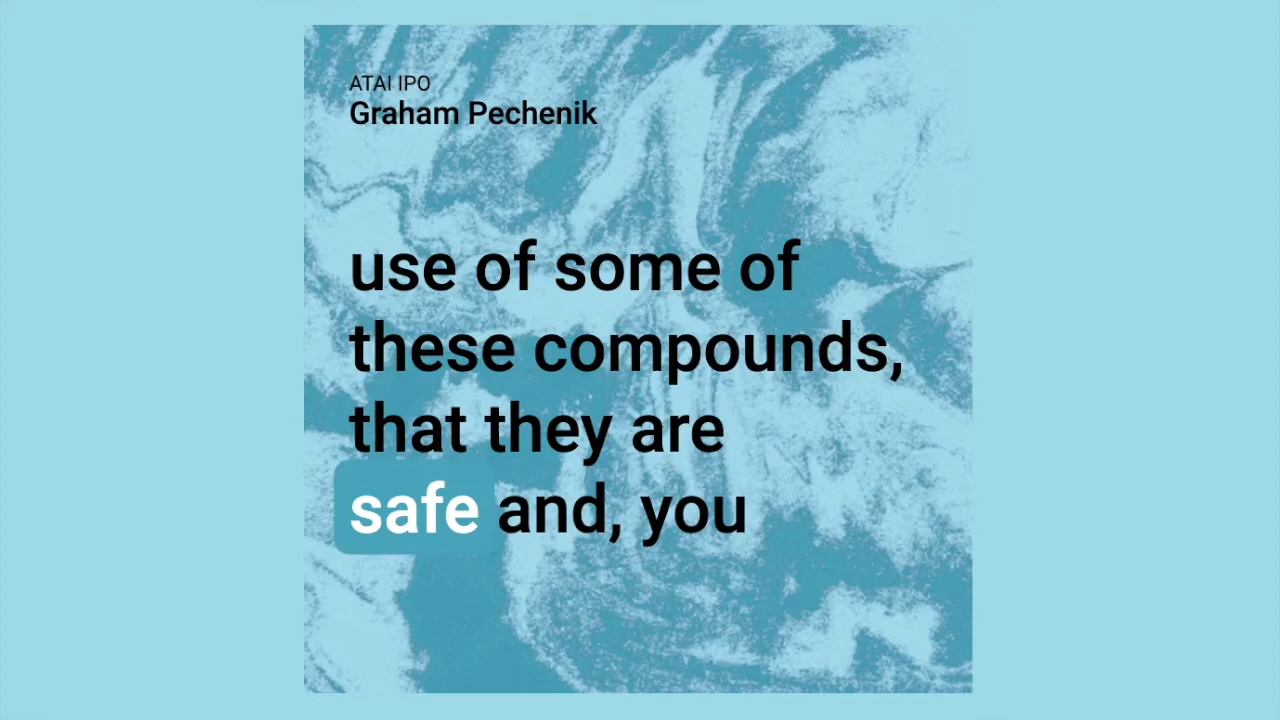 ATAI IPO
Graham Pechenik
use of some of
these compounds,
that they are
safe and, you